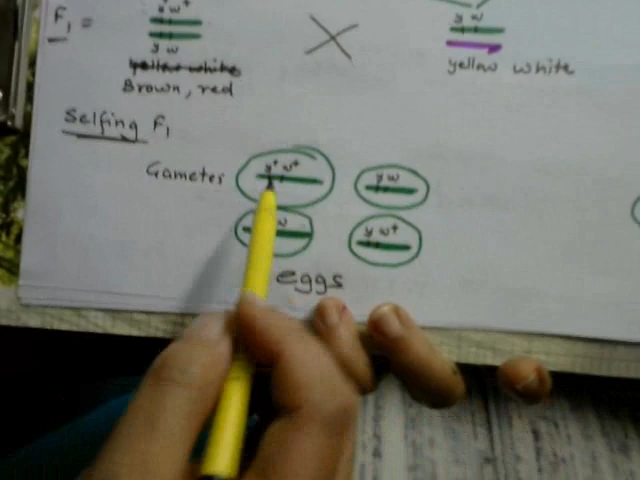 F₁ = y⁺ w⁺
y w
yellow white
Brown, red
y w
yellow white
Selfing F₁
Gametes y⁺ w⁺ y w
w y w⁺
eggs